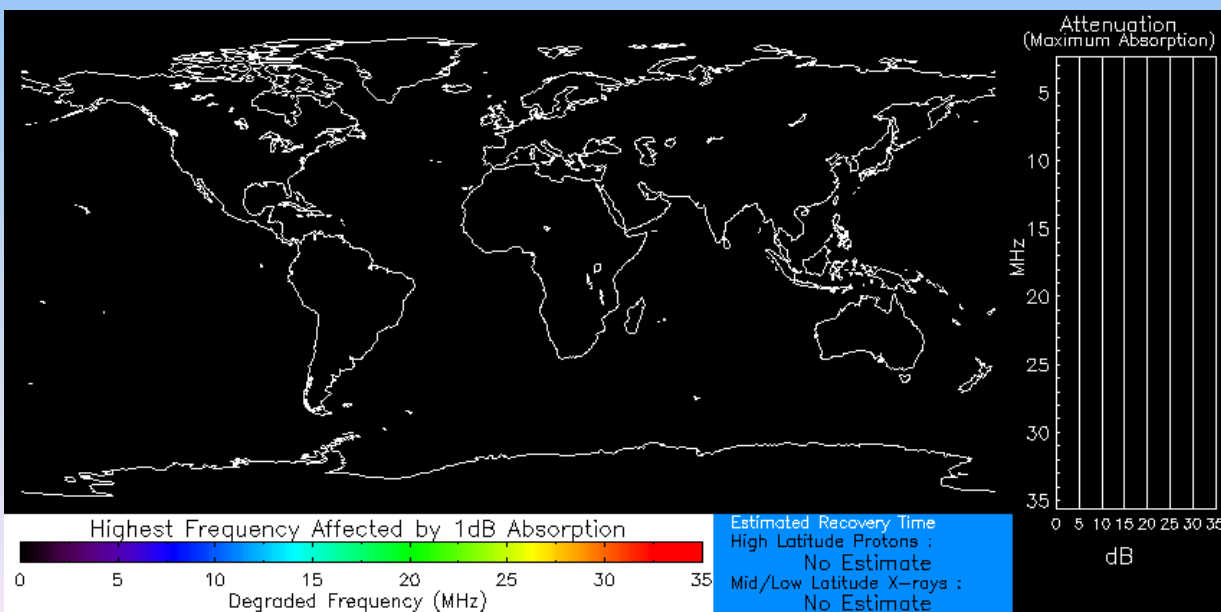 Attenuation
(Maximum Absorption)
5
10
15
20
25
30
35
MHz
0 5 10 15 20 25 30 35
dB
Highest Frequency Affected by 1dB Absorption
0 5 10 15 20 25 30 35
Degraded Frequency (MHz)
Estimated Recovery Time
High Latitude Protons :
No Estimate
Mid/Low Latitude X-rays :
No Estimate